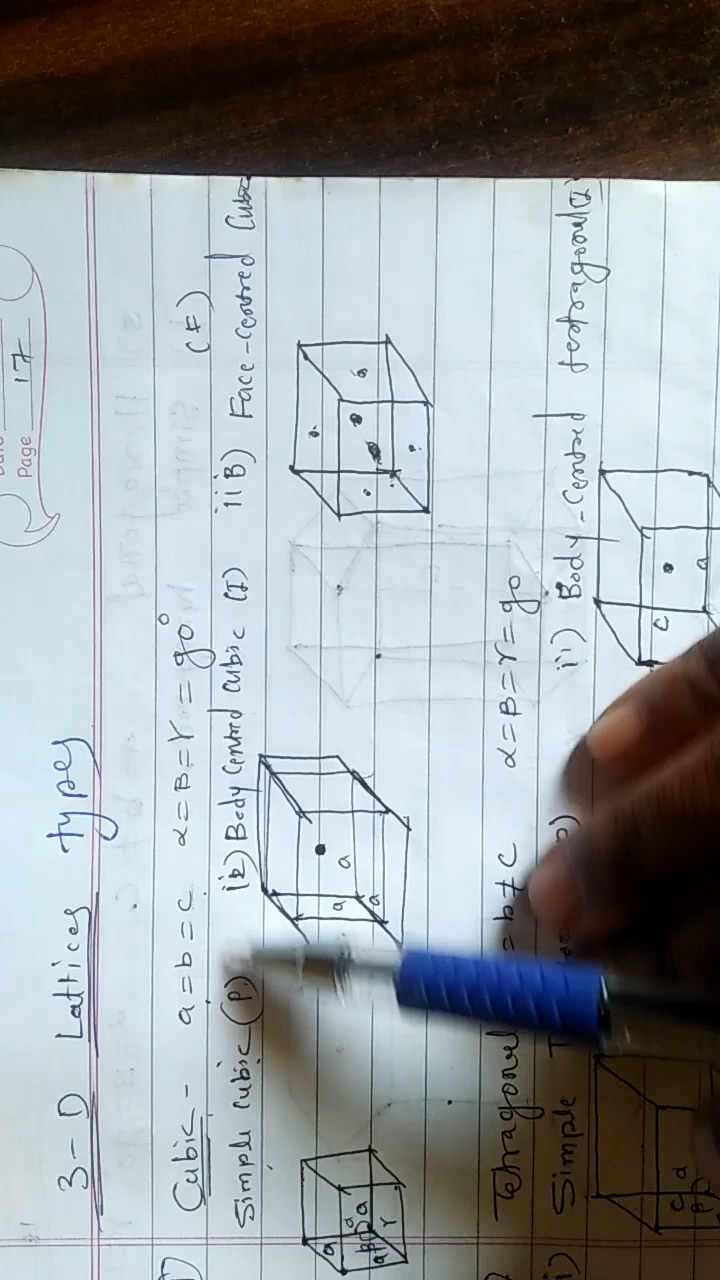 Page 17
3-D Lattices Types
Cubic - a=b=c α=B=r=90°
Simple cubic (P) ii) Body Centred cubic (I) iii) Face-Centred Cubic (F)
a a a a B r
a a a
Tetragonal = b ≠ c α=B=r=90
i) Simple ii) Body-Centred
c a
c a